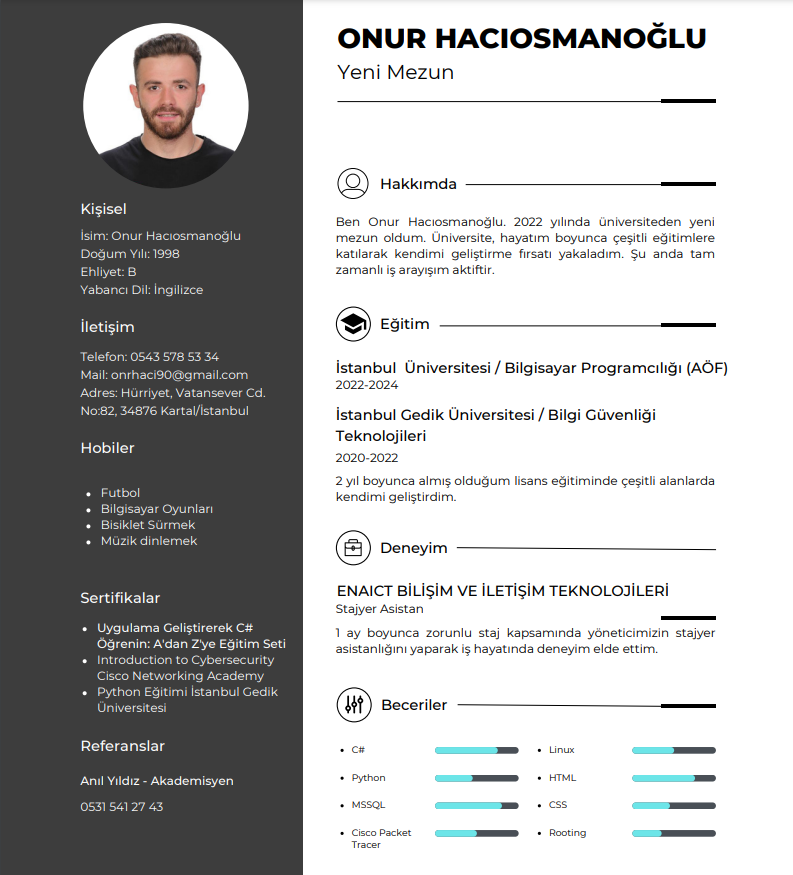 Kişisel
İsim: Onur Hacıosmanoğlu
Doğum Yılı: 1998
Ehliyet: B
Yabancı Dil: İngilizce
İletişim
Telefon: 0543 578 53 34
Mail: onrhaci90@gmail.com
Adres: Hürriyet, Vatansever Cd.
No:82, 34876 Kartal/İstanbul
Hobiler
Futbol
Bilgisayar Oyunları
Bisiklet Sürmek
Müzik dinlemek
Sertifikalar
Uygulama Geliştirerek C#
Öğrenin: A'dan Z'ye Eğitim Seti
Introduction to Cybersecurity
Cisco Networking Academy
Python Eğitimi İstanbul Gedik
Üniversitesi
Referanslar
Anıl Yıldız - Akademisyen
0531 541 27 43
ONUR HACIOSMANOĞLU
Yeni Mezun
Hakkımda
Ben Onur Hacıosmanoğlu. 2022 yılında üniversiteden yeni
mezun oldum. Üniversite, hayatım boyunca çeşitli eğitimlere
katılarak kendimi geliştirme fırsatı yakaladım. Şu anda tam
zamanlı iş arayışım aktiftir.
Eğitim
İstanbul Üniversitesi / Bilgisayar Programcılığı (AÖF)
2022-2024
İstanbul Gedik Üniversitesi / Bilgi Güvenliği
Teknolojileri
2020-2022
2 yıl boyunca almış olduğum lisans eğitiminde çeşitli alanlarda
kendimi geliştirdim.
Deneyim
ENAICT BİLİŞİM VE İLETİŞİM TEKNOLOJİLERİ
Stajyer Asistan
1 ay boyunca zorunlu staj kapsamında yöneticimizin stajyer
asistanlığını yaparak iş hayatında deneyim elde ettim.
Beceriler
C#
Python
MSSQL
Cisco Packet
Tracer
Linux
HTML
CSS
Rooting